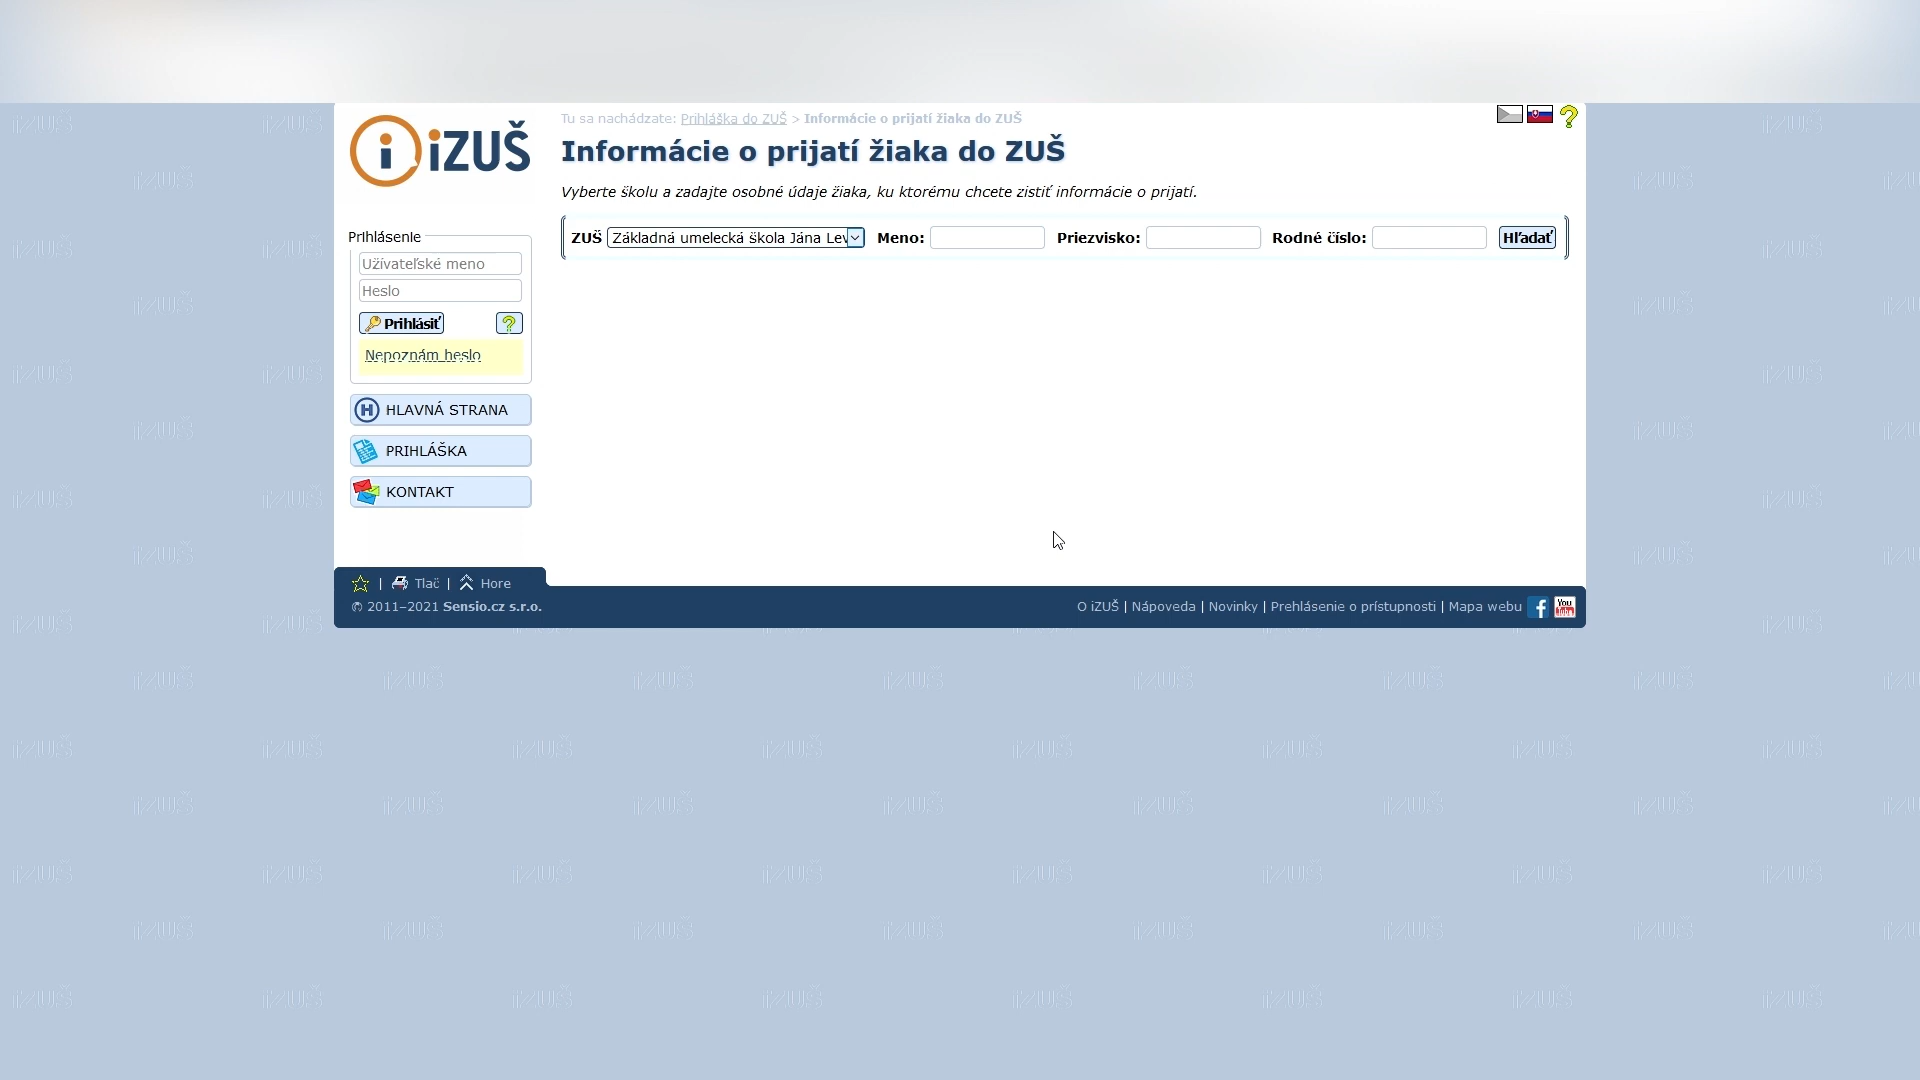 iZUŠ
Tu sa nachádzate: Prihláška do ZUŠ > Informácie o prijatí žiaka do ZUŠ
Informácie o prijatí žiaka do ZUŠ
Vyberte školu a zadajte osobné údaje žiaka, ku ktorému chcete zistiť informácie o prijatí.
ZUŠ Základná umelecká škola Jána Lev Meno: Priezvisko: Rodné číslo: Hľadať
Prihlásenie
Užívateľské meno
Heslo
Prihlásiť
Nepoznám heslo
HLAVNÁ STRANA
PRIHLÁŠKA
KONTAKT
| Tlač | Hore
© 2011–2021 Sensio.cz s.r.o.
O iZUŠ | Nápoveda | Novinky | Prehlásenie o prístupnosti | Mapa webu
You Tube